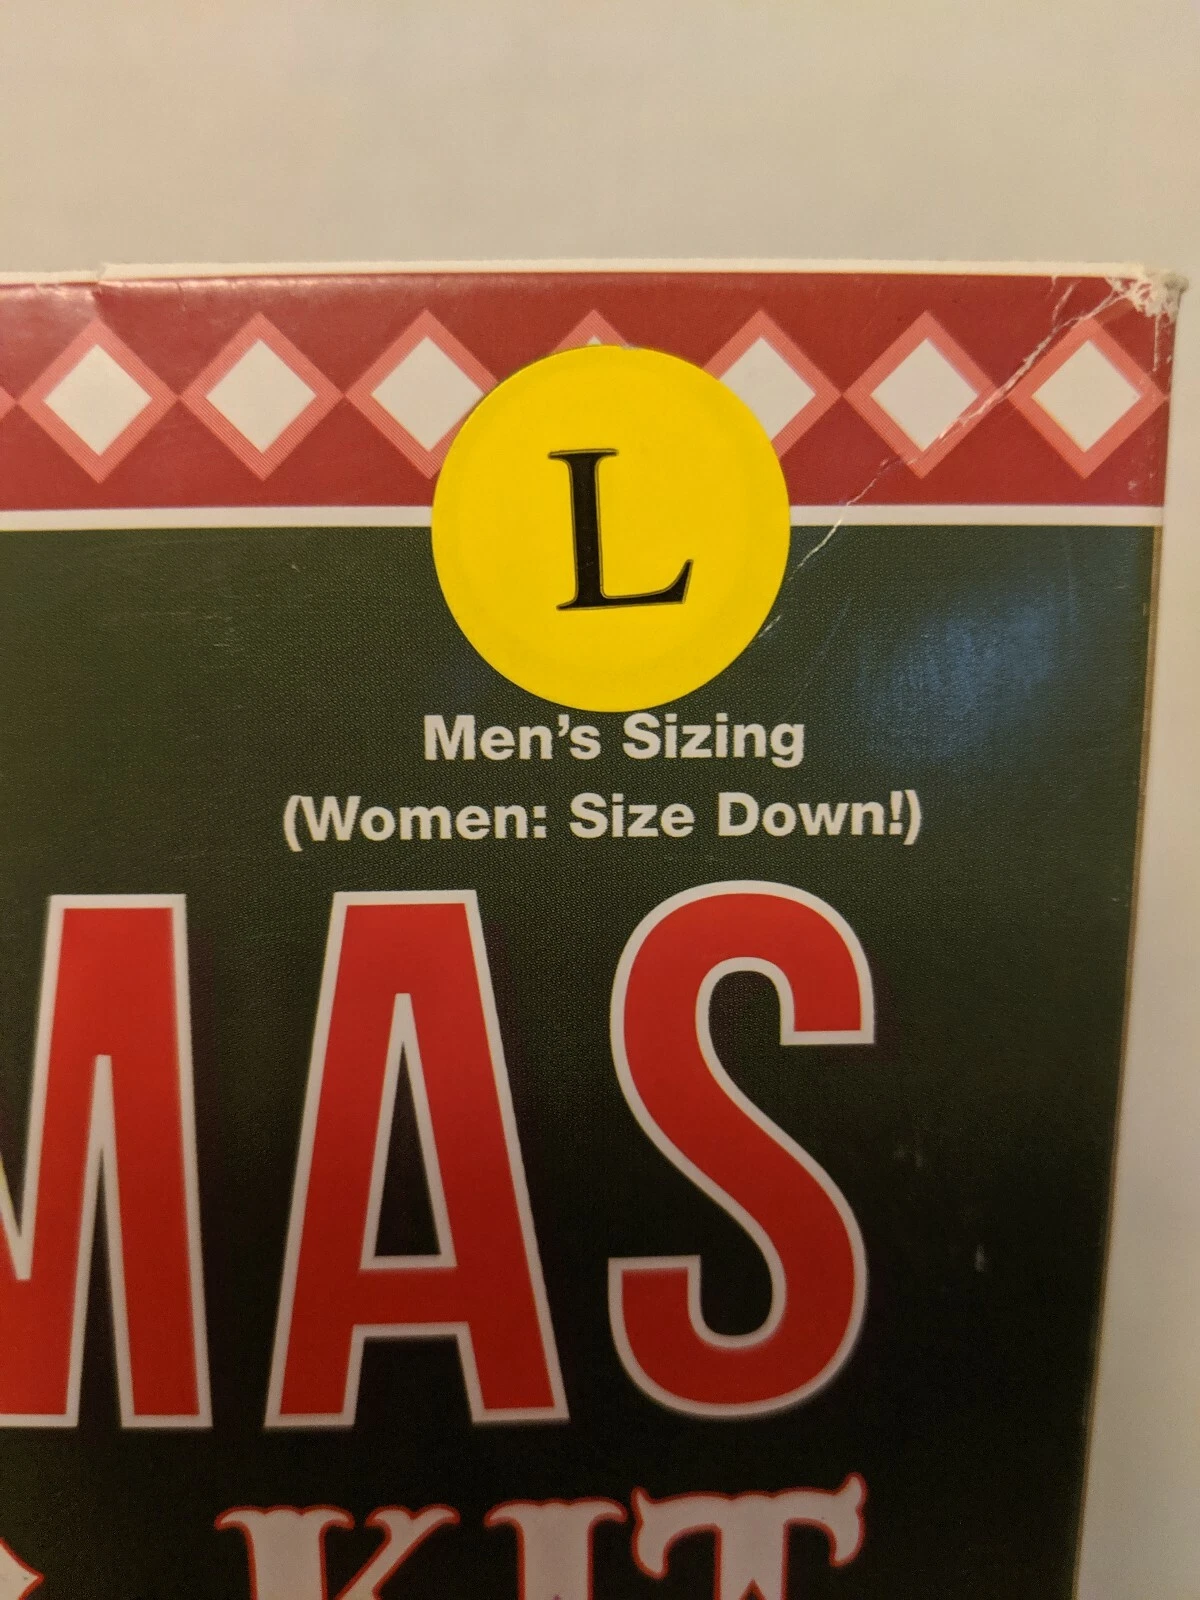 L
Men's Sizing
(Women: Size Down!)
MAS
KIT